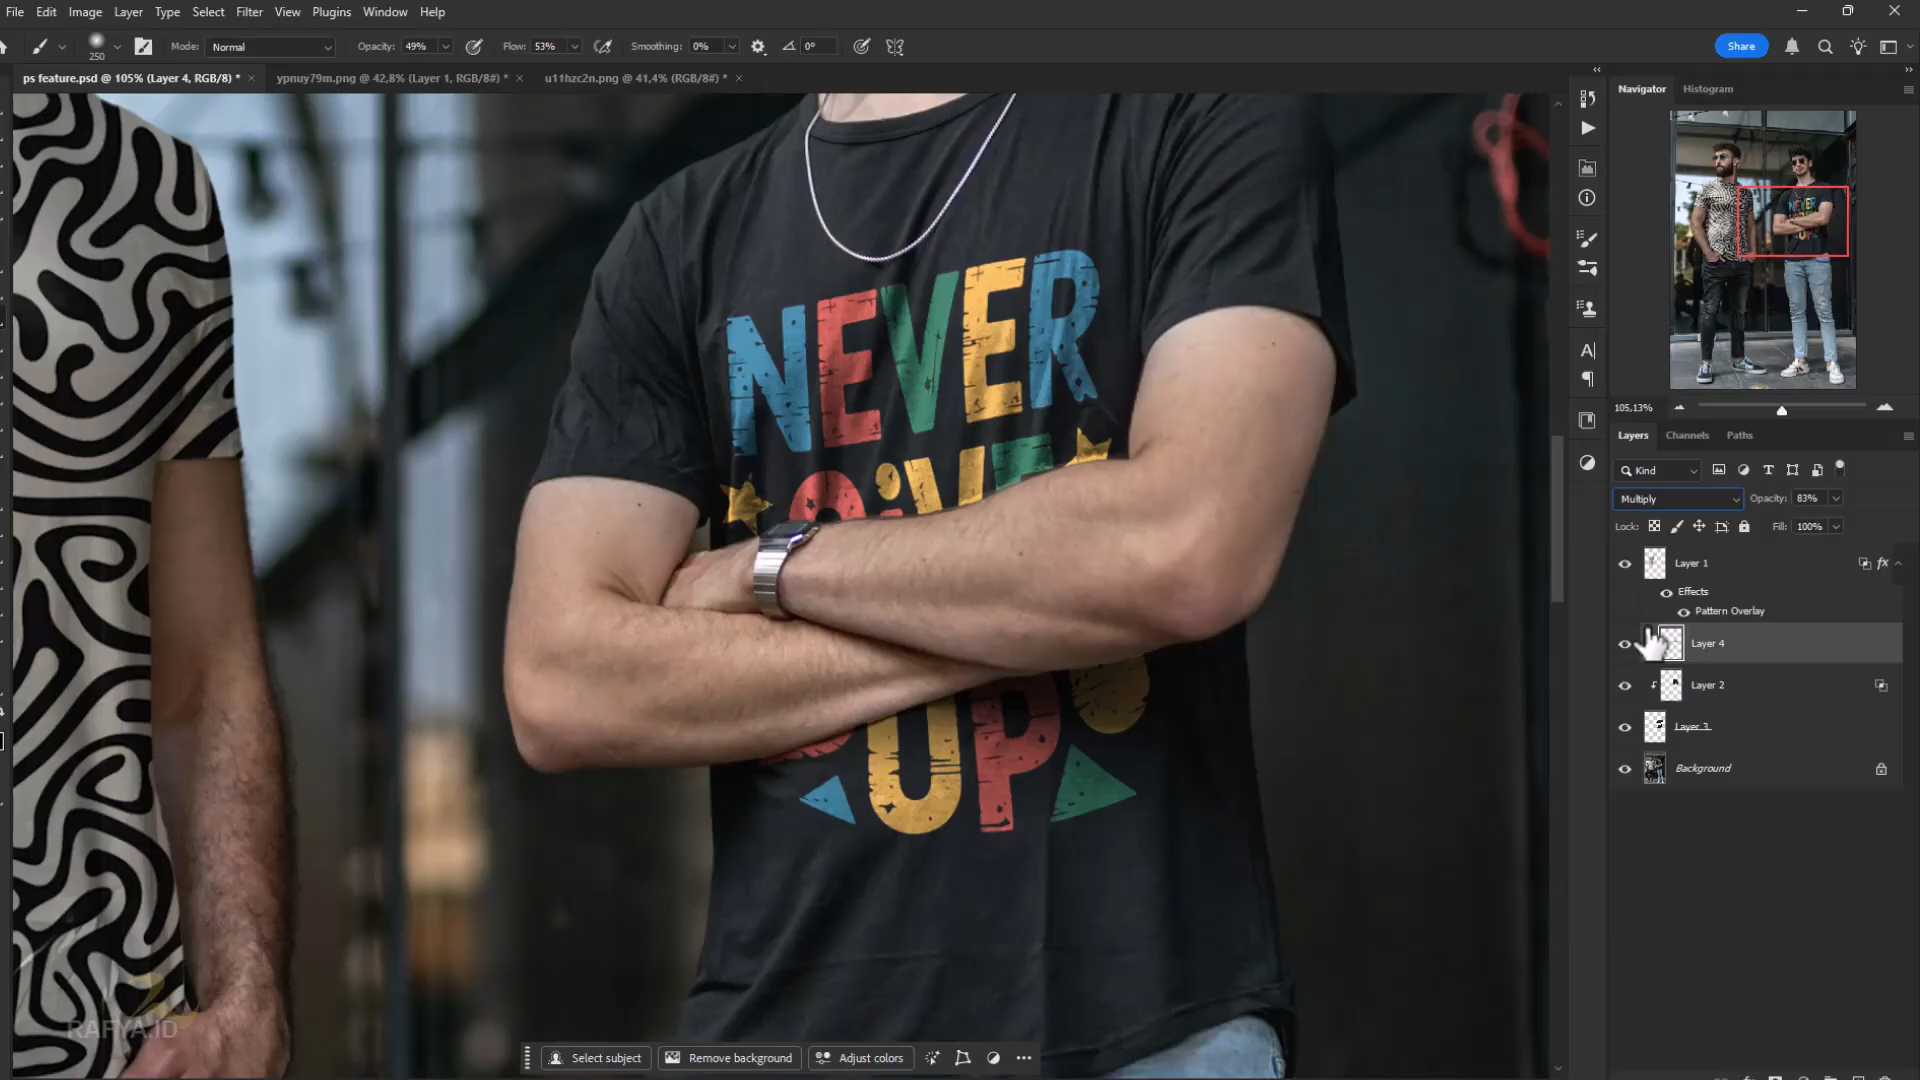 File Edit Image Layer Type Select Filter View Plugins Window Help
250 Mode: Normal Opacity: 49% Flow: 53% Smoothing: 0% 0° Share
ps feature.psd @ 105% (Layer 4, RGB/8) * ypnuy79m.png @ 42,8% (Layer 1, RGB/8#) * u11hzc2n.png @ 41,4% (RGB/8#) *
Navigator Histogram
105,13%
Layers Channels Paths
Kind
Multiply Opacity: 83%
Lock: Fill: 100%
Layer 1 fx
Effects
Pattern Overlay
Layer 4
Layer 2
Layer 3
Background
NEVER
GiVE
UP
RAFYA.ID
Select subject Remove background Adjust colors